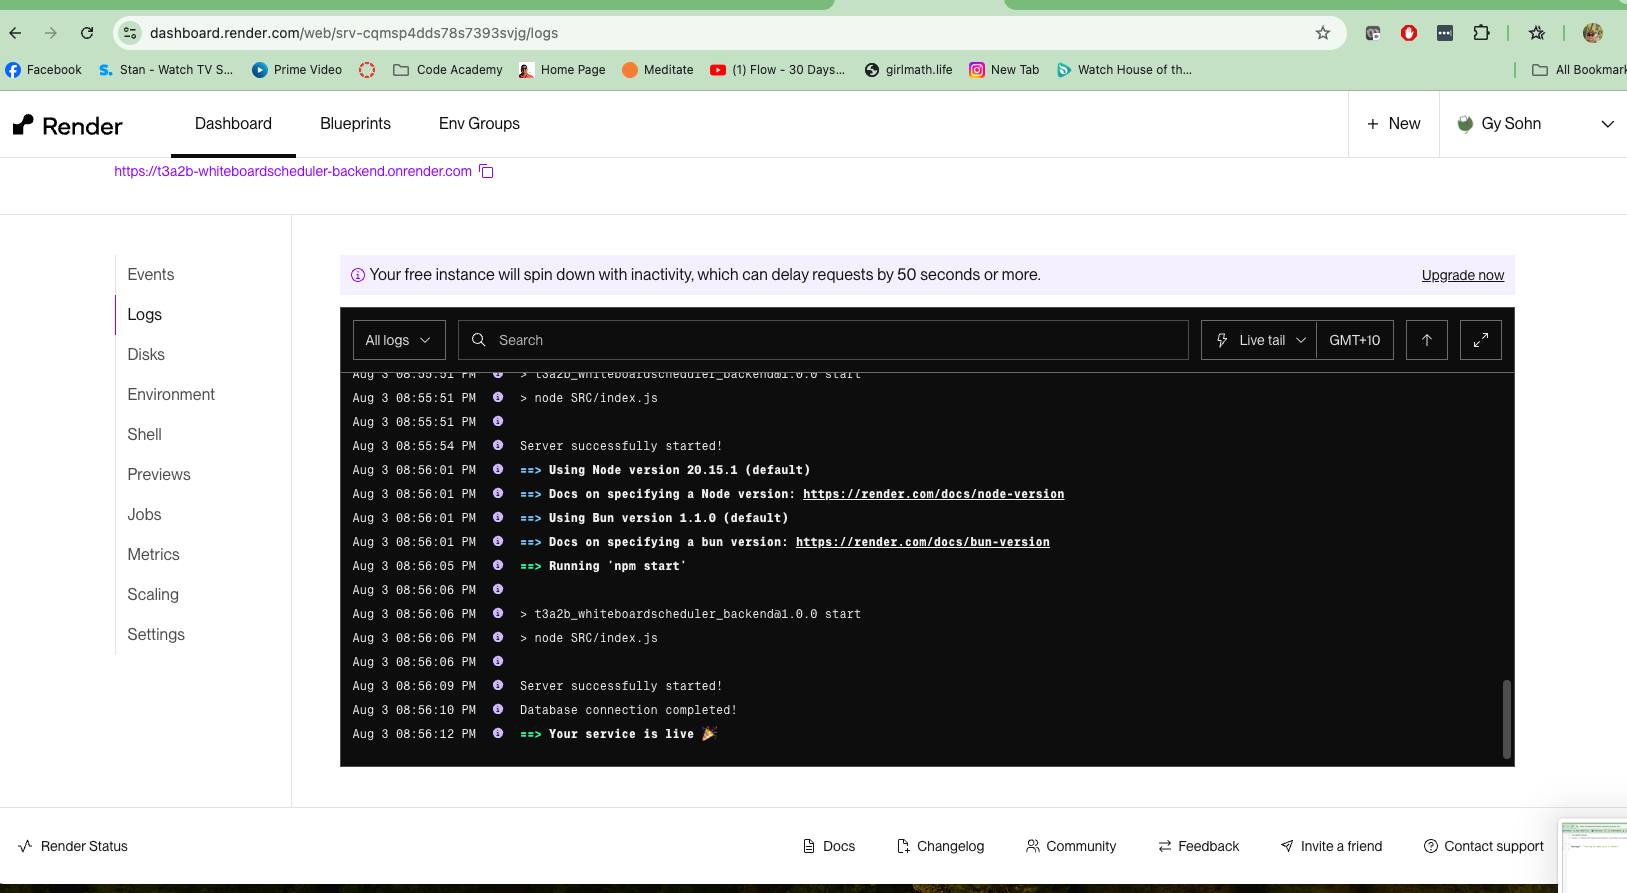 dashboard.render.com/web/srv-cqmsp4dds78s7393svjg/logs
Facebook
Stan - Watch TV S...
Prime Video
Code Academy
Home Page
Meditate
(1) Flow - 30 Days...
girlmath.life
New Tab
Watch House of th...
All Bookmark
Render
Dashboard
Blueprints
Env Groups
+ New
Gy Sohn
https://t3a2b-whiteboardscheduler-backend.onrender.com
Events
Logs
Disks
Environment
Shell
Previews
Jobs
Metrics
Scaling
Settings
Your free instance will spin down with inactivity, which can delay requests by 50 seconds or more.
Upgrade now
All logs
Search
Live tail
GMT+10
Aug 3 08:55:51 PM > t3a2b_whiteboardscheduler_backend@1.0.0 start
Aug 3 08:55:51 PM > node SRC/index.js
Aug 3 08:55:51 PM
Aug 3 08:55:54 PM Server successfully started!
Aug 3 08:56:01 PM ==> Using Node version 20.15.1 (default)
Aug 3 08:56:01 PM ==> Docs on specifying a Node version: https://render.com/docs/node-version
Aug 3 08:56:01 PM ==> Using Bun version 1.1.0 (default)
Aug 3 08:56:01 PM ==> Docs on specifying a bun version: https://render.com/docs/bun-version
Aug 3 08:56:05 PM ==> Running 'npm start'
Aug 3 08:56:06 PM
Aug 3 08:56:06 PM > t3a2b_whiteboardscheduler_backend@1.0.0 start
Aug 3 08:56:06 PM > node SRC/index.js
Aug 3 08:56:06 PM
Aug 3 08:56:09 PM Server successfully started!
Aug 3 08:56:10 PM Database connection completed!
Aug 3 08:56:12 PM ==> Your service is live 🎉
Render Status
Docs
Changelog
Community
Feedback
Invite a friend
Contact support